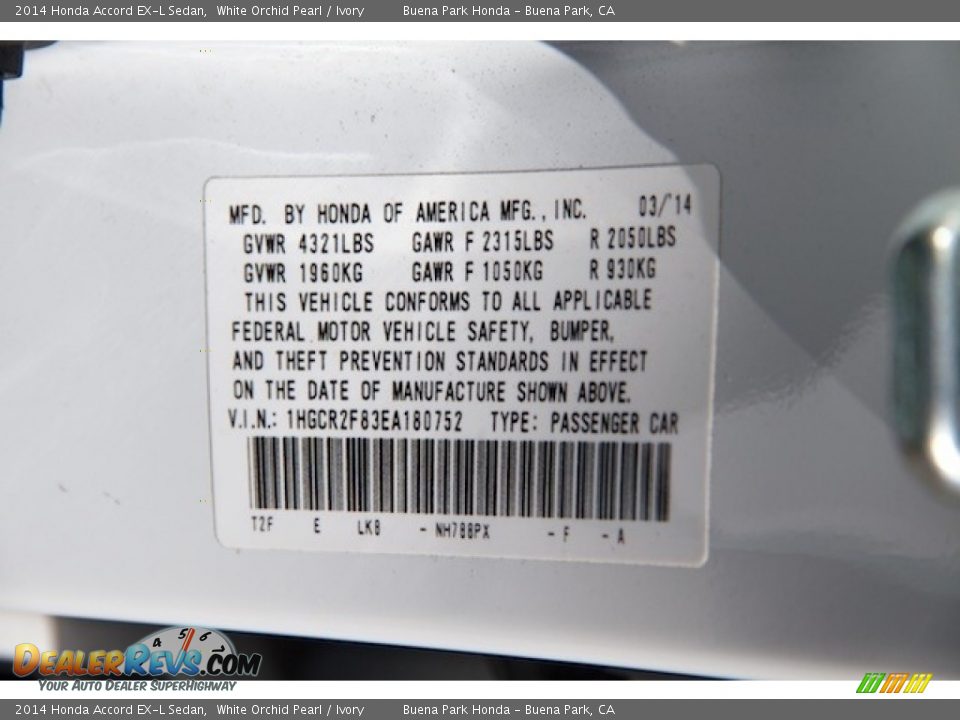 2014 Honda Accord EX-L Sedan, White Orchid Pearl / Ivory Buena Park Honda - Buena Park, CA
MFD. BY HONDA OF AMERICA MFG., INC. 03/'14
GVWR 4321LBS GAWR F 2315LBS R 2050LBS
GVWR 1960KG GAWR F 1050KG R 930KG
THIS VEHICLE CONFORMS TO ALL APPLICABLE
FEDERAL MOTOR VEHICLE SAFETY, BUMPER,
AND THEFT PREVENTION STANDARDS IN EFFECT
ON THE DATE OF MANUFACTURE SHOWN ABOVE.
V.I.N.: 1HGCR2F83EA180752 TYPE: PASSENGER CAR
T2F E LKB - NH788PX - F - A
4 5 6
DEALERREVS.COM
YOUR AUTO DEALER SUPERHIGHWAY
2014 Honda Accord EX-L Sedan, White Orchid Pearl / Ivory Buena Park Honda - Buena Park, CA